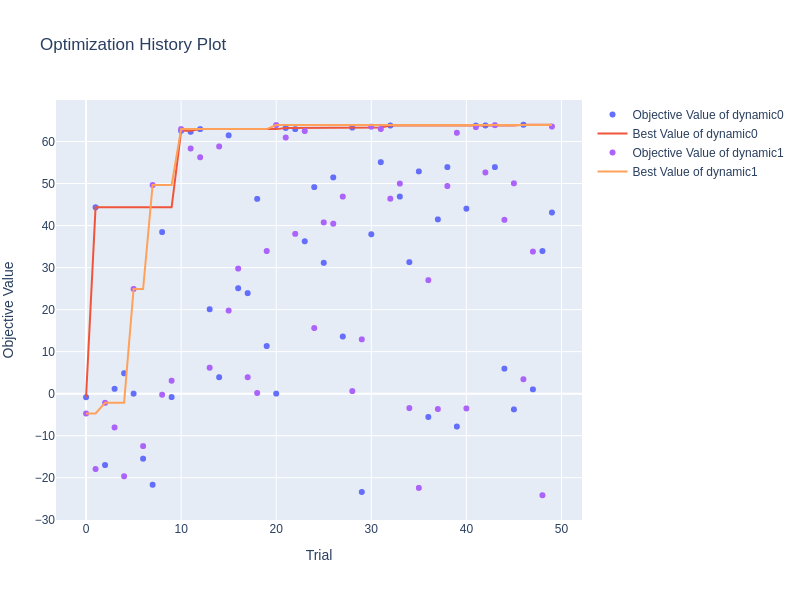 Optimization History Plot
Objective Value of dynamic0
Best Value of dynamic0
Objective Value of dynamic1
Best Value of dynamic1
60
50
40
30
20
10
0
−10
−20
−30
Objective Value
0 10 20 30 40 50
Trial